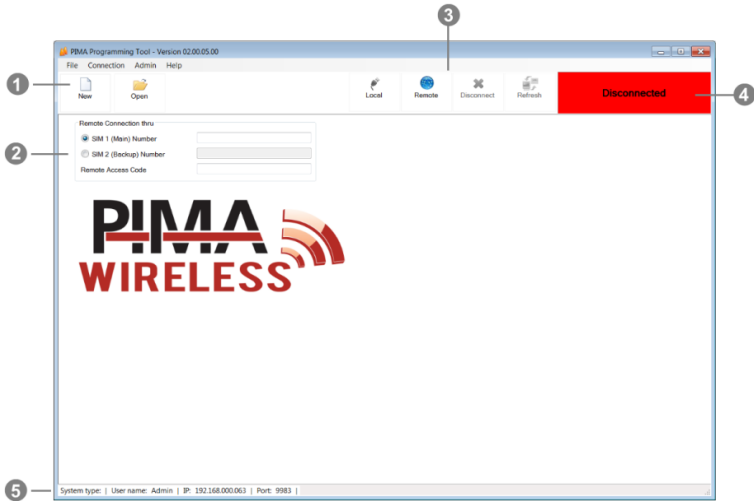 3
PIMA Programming Tool - Version 02.00.05.00
File Connection Admin Help
1
New Open Local Remote Disconnect Refresh
Disconnected
4
Remote Connection thru
SIM 1 (Main) Number
2
SIM 2 (Backup) Number
Remote Access Code
PIMA
WIRELESS
5
System type: | User name: Admin | IP: 192.168.000.063 | Port: 9983 |